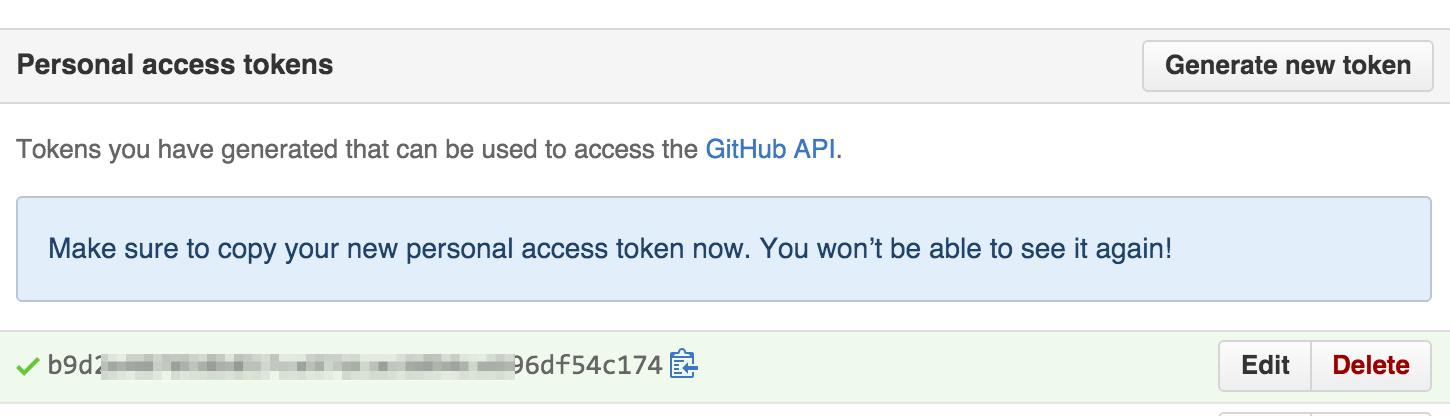 Personal access tokens
Generate new token
Tokens you have generated that can be used to access the GitHub API.
Make sure to copy your new personal access token now. You won’t be able to see it again!
b9d2 96df54c174
Edit
Delete